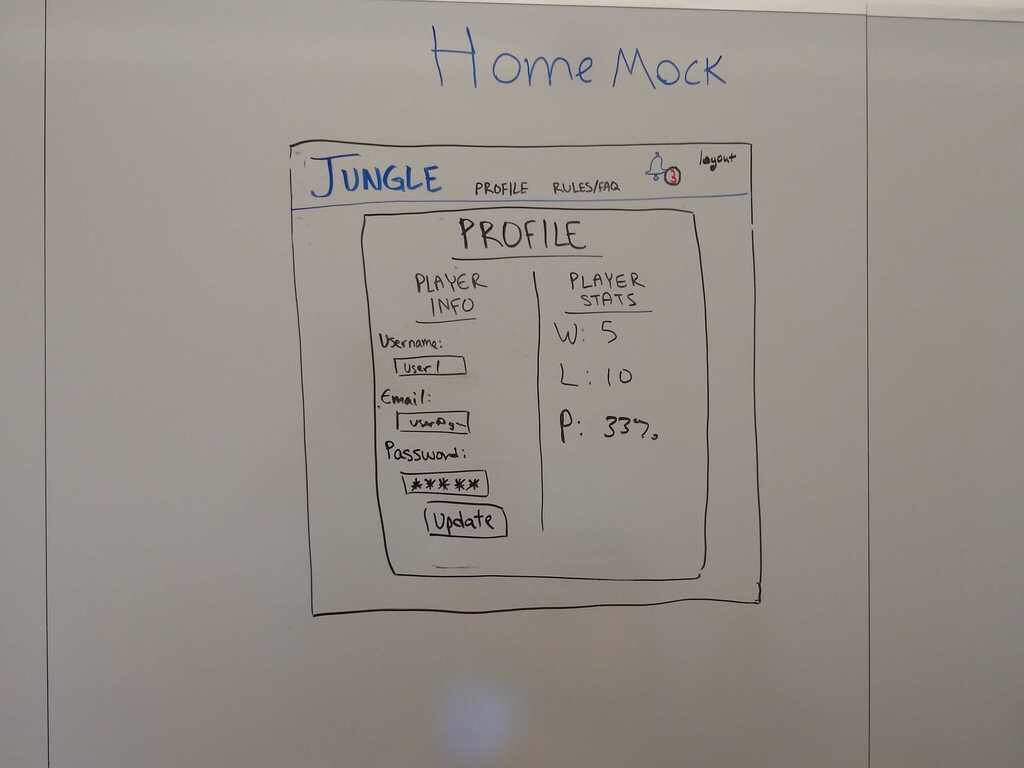 Home Mock
JUNGLE PROFILE RULES/FAQ 3 layout
PROFILE
PLAYER
INFO
Username:
User1
Email:
user@g~
Password:
*****
Update
PLAYER
STATS
W: 5
L: 10
P: 33%